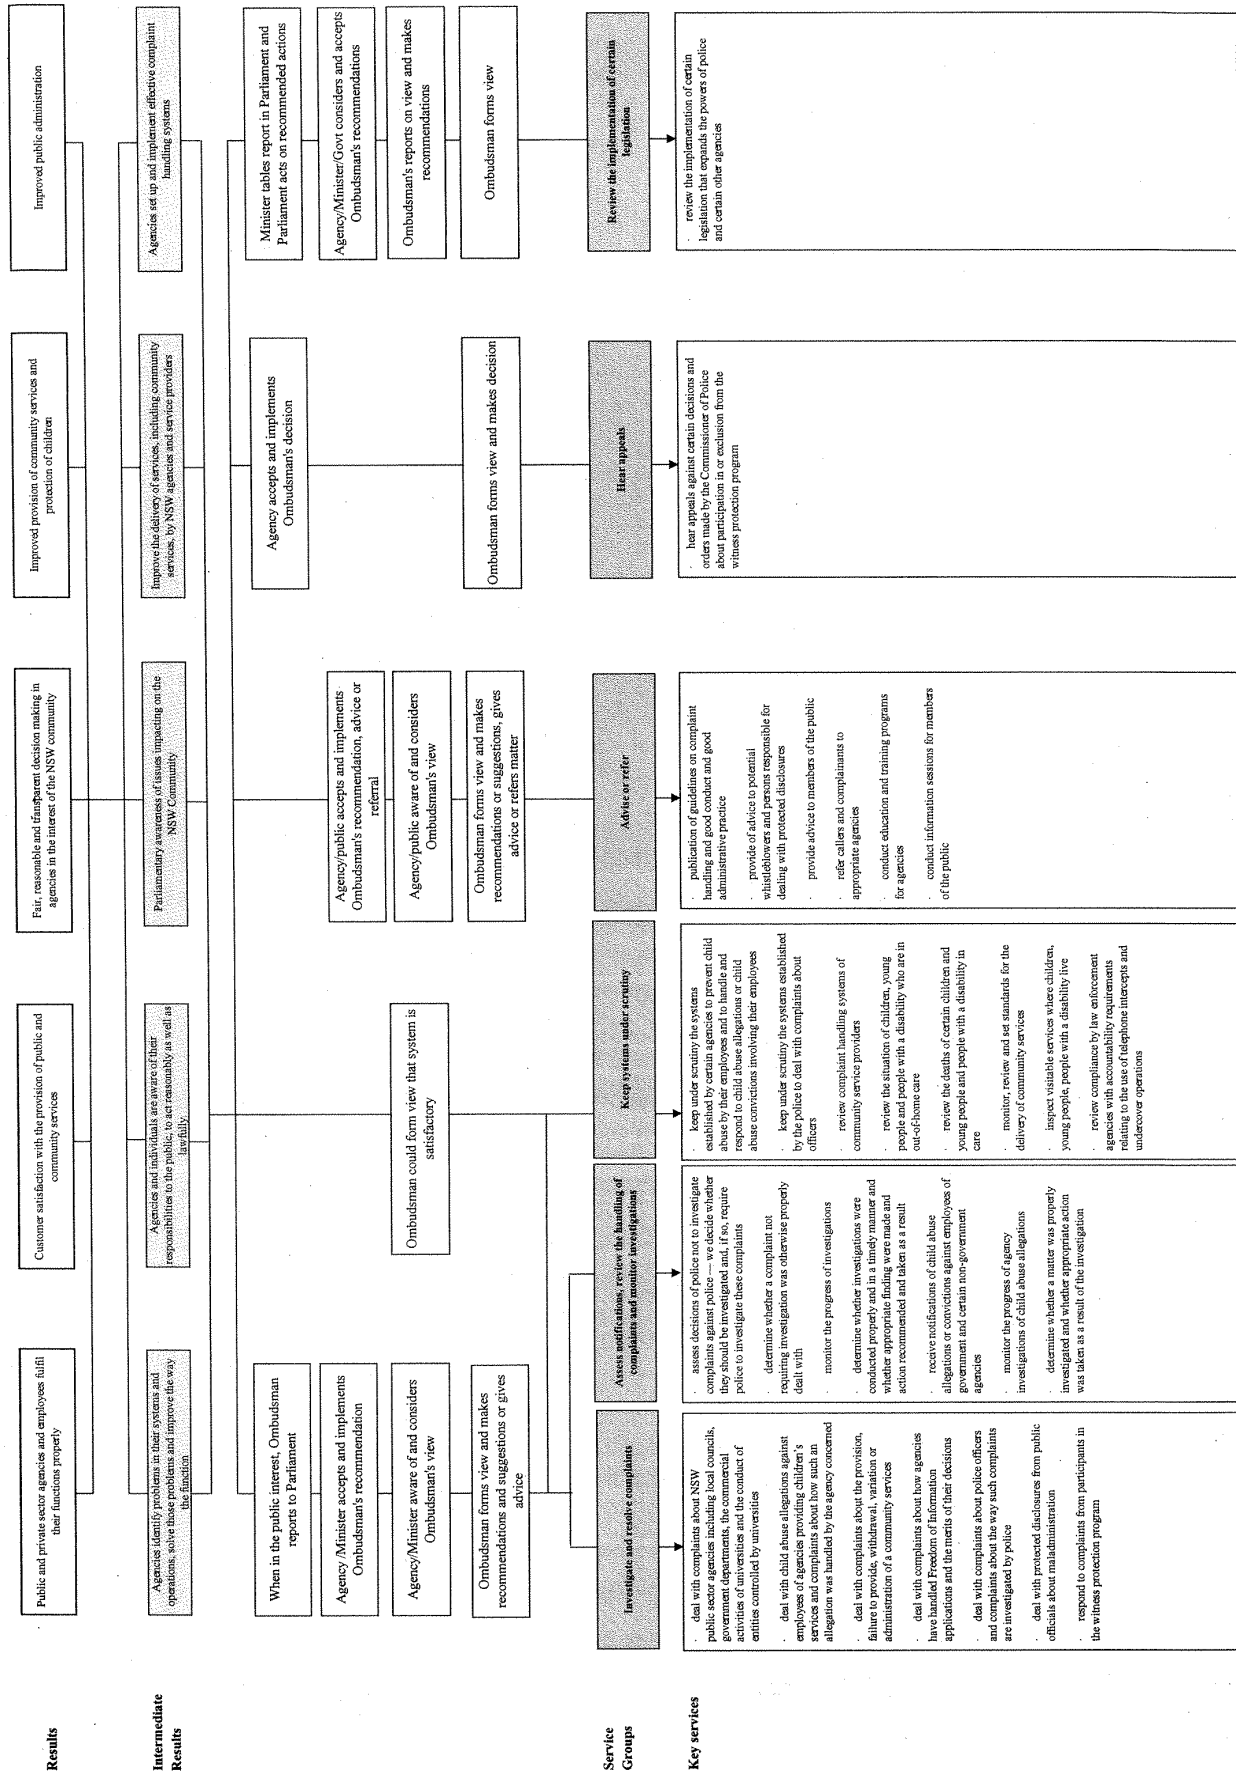 Results
Public and private sector agencies and employees fulfil
their functions properly
Customer satisfaction with the provision of public and
community services
Fair, reasonable and transparent decision making in
agencies in the interest of the NSW community
Improved provision of community services and
protection of children
Improved public administration
Intermediate
Results
Agencies identify problems in their systems and
operations, solve those problems and improve the way
the function
Agencies and individuals are aware of their
responsibilities to the public, to act reasonably as well as
lawfully
Parliamentary awareness of issues impacting on the
NSW Community
Improve the delivery of services, including community
services, by NSW agencies and service providers
Agencies set up and implement effective complaint
handling systems
When in the public interest, Ombudsman
reports to Parliament
Agency /Minister accepts and implements
Ombudsman's recommendation
Agency/Minister aware of and considers
Ombudsman's view
Ombudsman forms view and makes
recommendations and suggestions or gives
advice
Ombudsman could form view that system is
satisfactory
Agency/public accepts and implements
Ombudsman's recommendation, advice or
referral
Agency/public aware of and considers
Ombudsman's view
Ombudsman forms view and makes
recommendations or suggestions, gives
advice or refers matter
Agency accepts and implements
Ombudsman's decision
Ombudsman forms view and makes decision
Minister tables report in Parliament and
Parliament acts on recommended actions
Agency/Minister/Govt considers and accepts
Ombudsman's recommendations
Ombudsman's reports on view and makes
recommendations
Ombudsman forms view
Service
Groups
Investigate and resolve complaints
Assess notifications, review the handling of
complaints and monitor investigations
Keep systems under scrutiny
Advise or refer
Hear appeals
Review the implementation of certain
legislation
Key services
· deal with complaints about NSW
public sector agencies including local councils,
government departments, the commercial
activities of universities and the conduct of
entities controlled by universities
· deal with child abuse allegations against
employees of agencies providing children's
services and complaints about how such an
allegation was handled by the agency concerned
· deal with complaints about the provision,
failure to provide, withdrawal, variation or
administration of a community services
· deal with complaints about how agencies
have handled Freedom of Information
applications and the merits of their decisions
· deal with complaints about police officers
and complaints about the way such complaints
are investigated by police
· deal with protected disclosures from public
officials about maladministration
· respond to complaints from participants in
the witness protection program
· assess decisions of police not to investigate
complaints against police — we decide whether
they should be investigated and, if so, require
police to investigate these complaints
· determine whether a complaint not
requiring investigation was otherwise properly
dealt with
· monitor the progress of investigations
· determine whether investigations were
conducted properly and in a timely manner and
whether appropriate finding were made and
action recommended and taken as a result
· receive notifications of child abuse
allegations or convictions against employees of
government and certain non-government
agencies
· monitor the progress of agency
investigations of child abuse allegations
· determine whether a matter was properly
investigated and whether appropriate action
was taken as a result of the investigation
· keep under scrutiny the systems
established by certain agencies to prevent child
abuse by their employees and to handle and
respond to child abuse allegations or child
abuse convictions involving their employees
· keep under scrutiny the systems established
by the police to deal with complaints about
officers
· review complaint handling systems of
community service providers
· review the situation of children, young
people and people with a disability who are in
out-of-home care
· review the deaths of certain children and
young people and people with a disability in
care
· monitor, review and set standards for the
delivery of community services
· inspect visitable services where children,
young people, people with a disability live
· review compliance by law enforcement
agencies with accountability requirements
relating to the use of telephone intercepts and
undercover operations
· publication of guidelines on complaint
handling and good conduct and good
administrative practice
· provide of advice to potential
whistleblowers and persons responsible for
dealing with protected disclosures
· provide advice to members of the public
· refer callers and complainants to
appropriate agencies
· conduct education and training programs
for agencies
· conduct information sessions for members
of the public
· hear appeals against certain decisions and
orders made by the Commissioner of Police
about participation in or exclusion from the
witness protection program
· review the implementation of certain
legislation that expands the powers of police
and certain other agencies